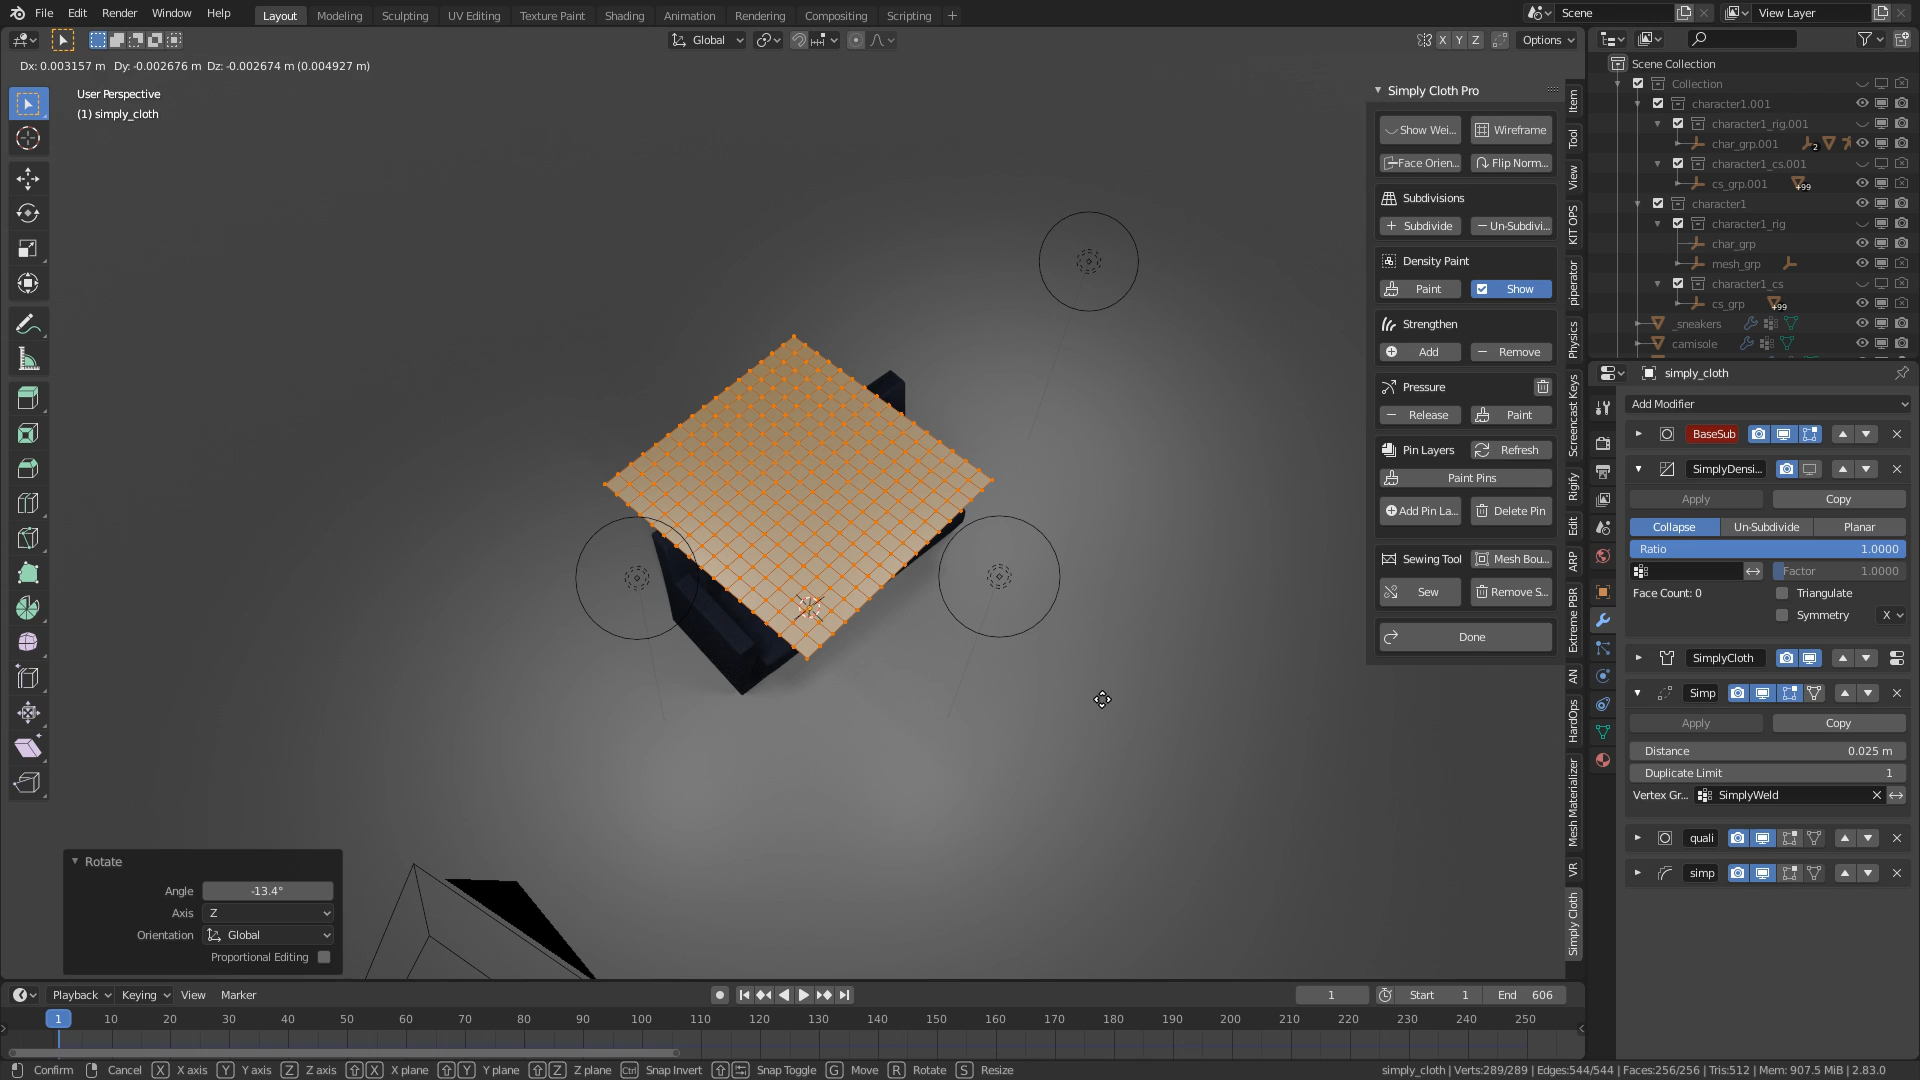 File Edit Render Window Help Layout Modeling Sculpting UV Editing Texture Paint Shading Animation Rendering Compositing Scripting + Scene View Layer
Global X Y Z Options
Dx: 0.003157 m Dy: -0.002676 m Dz: -0.002674 m (0.004927 m)
User Perspective
(1) simply_cloth
Simply Cloth Pro
Show Wei... Wireframe
Face Orien... Flip Norm...
Subdivisions
Subdivide Un-Subdivi...
Density Paint
Paint Show
Strengthen
Add Remove
Pressure
Release Paint
Pin Layers Refresh
Paint Pins
Add Pin La... Delete Pin
Sewing Tool Mesh Bou...
Sew Remove S...
Done
Item
Tool
View
KIT OPS
piperator
Physics
Screencast Keys
Rigify
Edit
ARP
Extreme PBR
AN
HardOps
Mesh Materializer
VR
Simply Cloth
Scene Collection
Collection
character1.001
character1_rig.001
char_grp.001 2
character1_cs.001
cs_grp.001 +99
character1
character1_rig
char_grp
mesh_grp
character1_cs
cs_grp +99
_sneakers
camisole
simply_cloth
Add Modifier
BaseSub
SimplyDensi...
Apply Copy
Collapse Un-Subdivide Planar
Ratio 1.0000
Factor 1.0000
Face Count: 0 Triangulate
Symmetry X
SimplyCloth
Simp
Apply Copy
Distance 0.025 m
Duplicate Limit 1
Vertex Gr... SimplyWeld
quali
simp
Rotate
Angle -13.4°
Axis Z
Orientation Global
Proportional Editing
Playback Keying View Marker 1 Start 1 End 606
1 10 20 30 40 50 60 70 80 90 100 110 120 130 140 150 160 170 180 190 200 210 220 230 240 250
Confirm Cancel X X axis Y Y axis Z Z axis X X plane Y Y plane Z Z plane Ctrl Snap Invert Snap Toggle G Move R Rotate S Resize simply_cloth | Verts:289/289 | Edges:544/544 | Faces:256/256 | Tris:512 | Mem: 907.5 MiB | 2.83.0